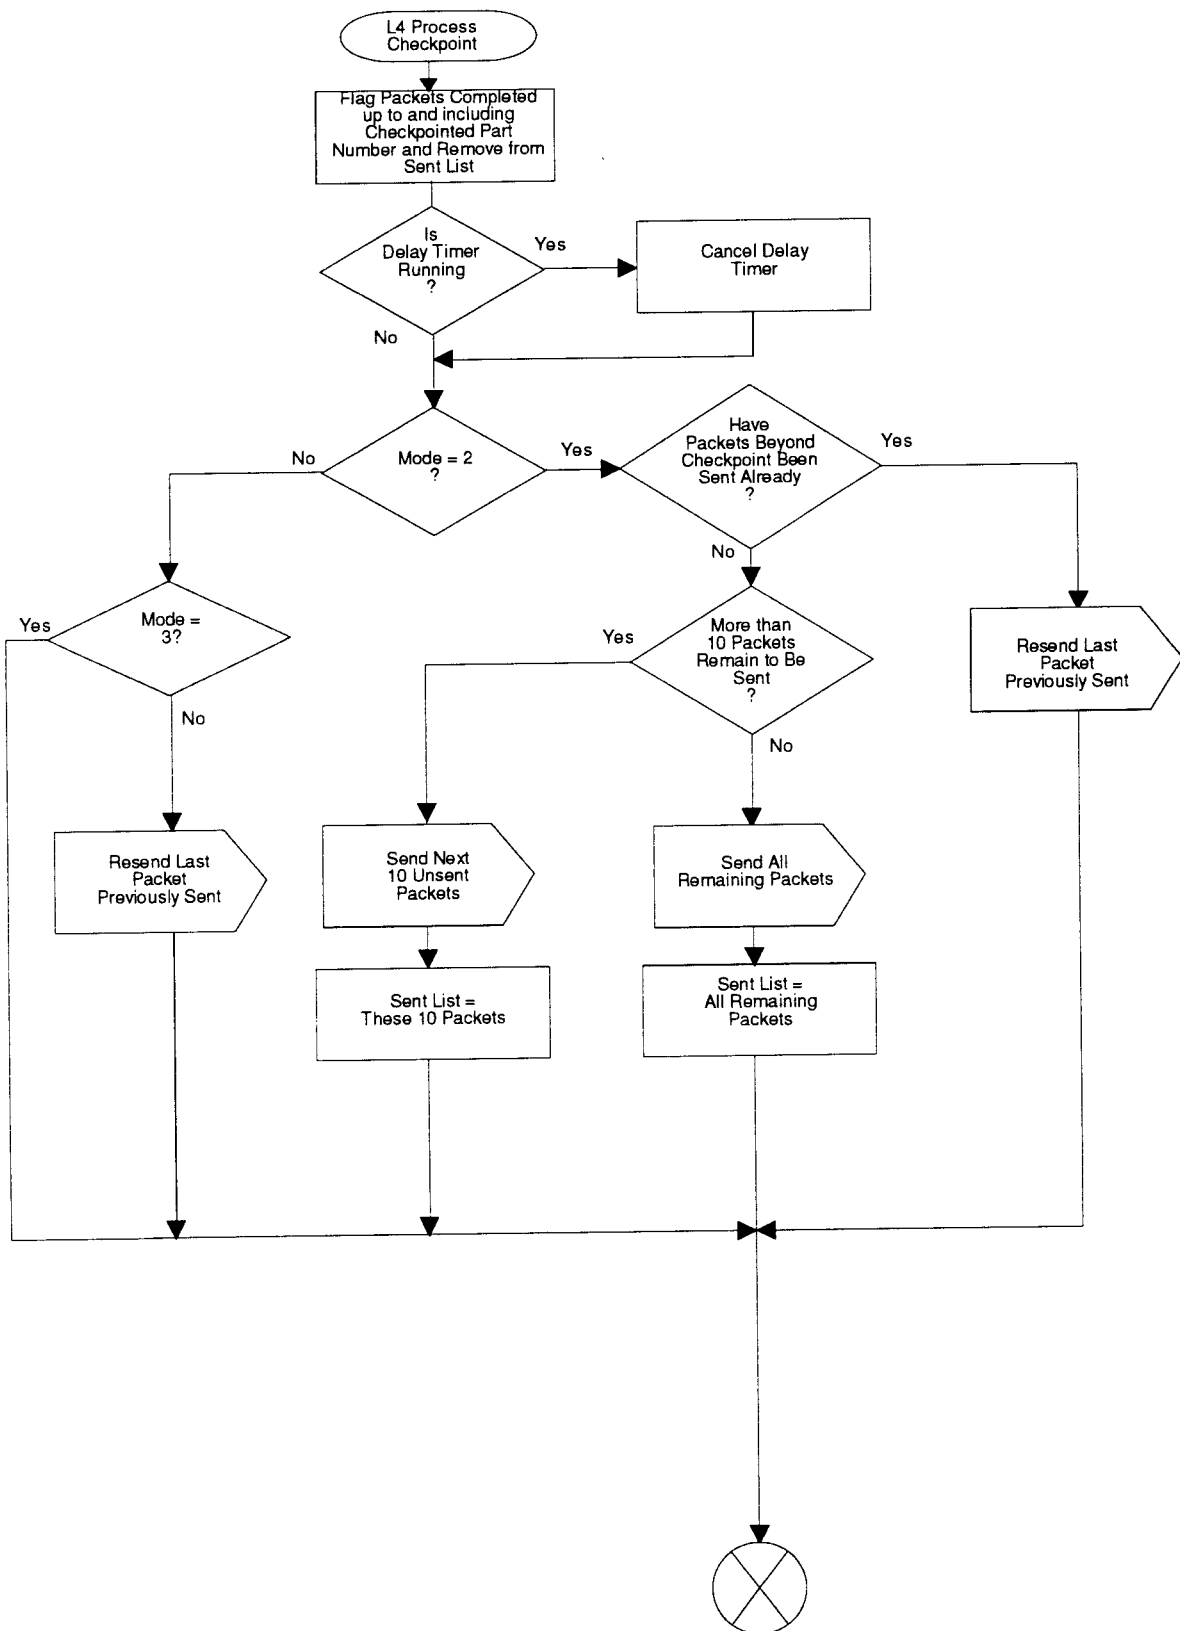 L4 Process
Checkpoint
Flag Packets Completed
up to and including
Checkpointed Part
Number and Remove from
Sent List
Is
Delay Timer
Running
?
Yes
Cancel Delay
Timer
No
Mode = 2
?
No
Yes
Have
Packets Beyond
Checkpoint Been
Sent Already
?
Yes
No
Mode =
3?
Yes
No
More than
10 Packets
Remain to Be
Sent
?
Yes
No
Resend Last
Packet
Previously Sent
Resend Last
Packet
Previously Sent
Send Next
10 Unsent
Packets
Send All
Remaining Packets
Sent List =
These 10 Packets
Sent List =
All Remaining
Packets